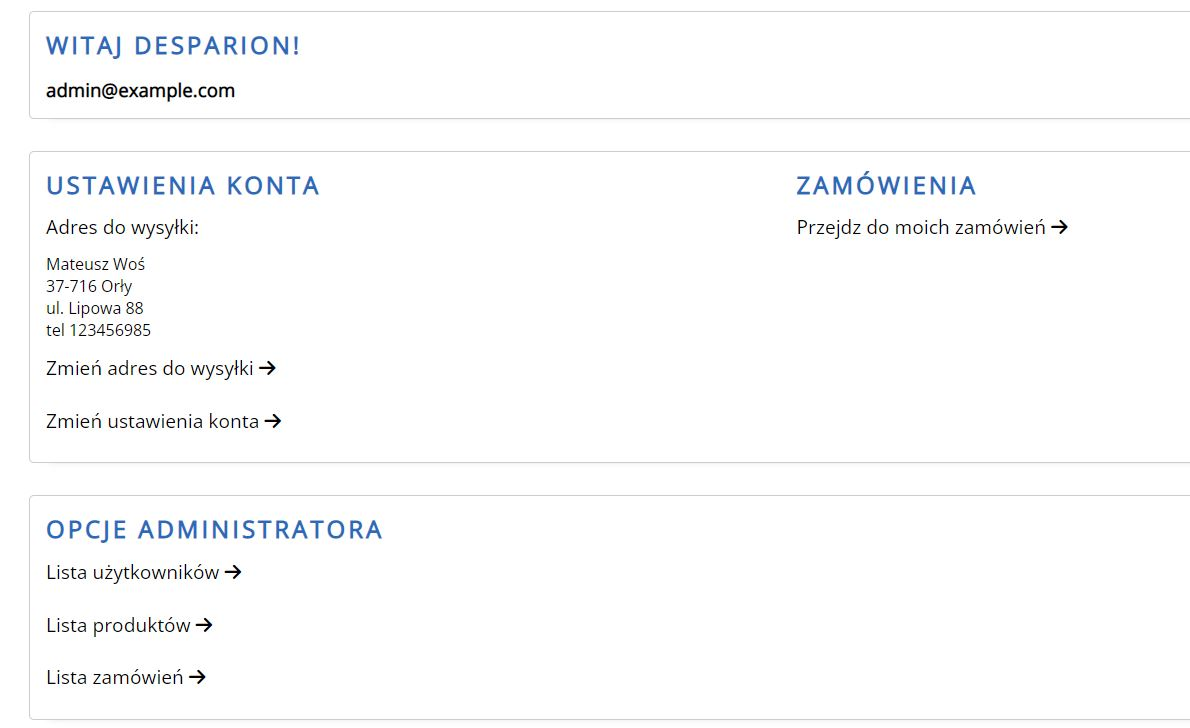 WITAJ DESPARION!
admin@example.com
USTAWIENIA KONTA
Adres do wysyłki:
Mateusz Woś
37-716 Orły
ul. Lipowa 88
tel 123456985
Zmień adres do wysyłki →
Zmień ustawienia konta →
ZAMÓWIENIA
Przejdz do moich zamówień →
OPCJE ADMINISTRATORA
Lista użytkowników →
Lista produktów →
Lista zamówień →